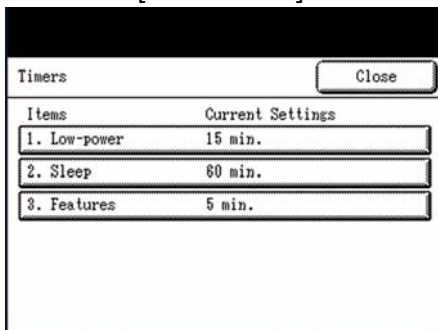 Timers Close
Items Current Settings
1. Low-power 15 min.
2. Sleep 60 min.
3. Features 5 min.